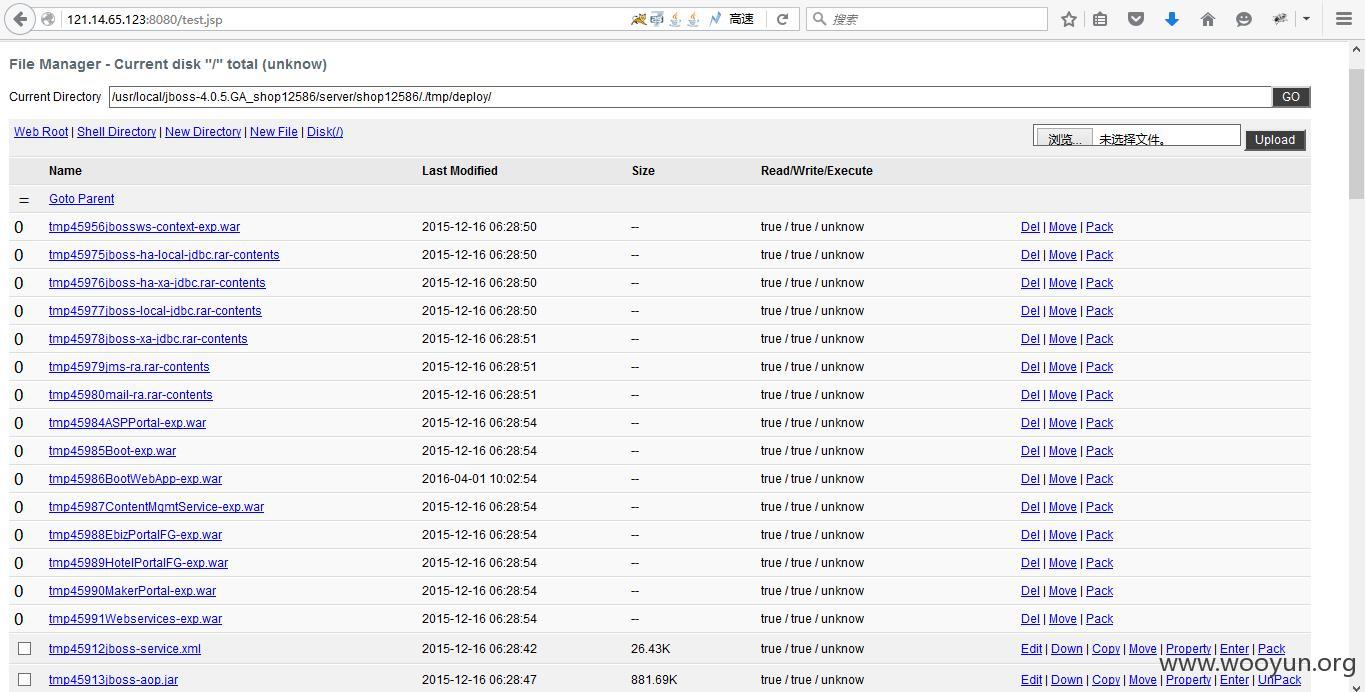 121.14.65.123:8080/test.jsp 高速 搜索
File Manager - Current disk "/" total (unknow)
Current Directory /usr/local/jboss-4.0.5.GA_shop12586/server/shop12586/./tmp/deploy/ GO
Web Root | Shell Directory | New Directory | New File | Disk(/) 浏览... 未选择文件。 Upload
Name Last Modified Size Read/Write/Execute
= Goto Parent
0 tmp45956jbossws-context-exp.war 2015-12-16 06:28:50 -- true / true / unknow Del | Move | Pack
0 tmp45975jboss-ha-local-jdbc.rar-contents 2015-12-16 06:28:50 -- true / true / unknow Del | Move | Pack
0 tmp45976jboss-ha-xa-jdbc.rar-contents 2015-12-16 06:28:50 -- true / true / unknow Del | Move | Pack
0 tmp45977jboss-local-jdbc.rar-contents 2015-12-16 06:28:50 -- true / true / unknow Del | Move | Pack
0 tmp45978jboss-xa-jdbc.rar-contents 2015-12-16 06:28:51 -- true / true / unknow Del | Move | Pack
0 tmp45979jms-ra.rar-contents 2015-12-16 06:28:51 -- true / true / unknow Del | Move | Pack
0 tmp45980mail-ra.rar-contents 2015-12-16 06:28:51 -- true / true / unknow Del | Move | Pack
0 tmp45984ASPPortal-exp.war 2015-12-16 06:28:54 -- true / true / unknow Del | Move | Pack
0 tmp45985Boot-exp.war 2015-12-16 06:28:54 -- true / true / unknow Del | Move | Pack
0 tmp45986BootWebApp-exp.war 2016-04-01 10:02:54 -- true / true / unknow Del | Move | Pack
0 tmp45987ContentMgmtService-exp.war 2015-12-16 06:28:54 -- true / true / unknow Del | Move | Pack
0 tmp45988EbizPortalFG-exp.war 2015-12-16 06:28:54 -- true / true / unknow Del | Move | Pack
0 tmp45989HotelPortalFG-exp.war 2015-12-16 06:28:54 -- true / true / unknow Del | Move | Pack
0 tmp45990MakerPortal-exp.war 2015-12-16 06:28:54 -- true / true / unknow Del | Move | Pack
0 tmp45991Webservices-exp.war 2015-12-16 06:28:54 -- true / true / unknow Del | Move | Pack
tmp45912jboss-service.xml 2015-12-16 06:28:42 26.43K true / true / unknow Edit | Down | Copy | Move | Property | Enter | Pack
www.wooyun.org
tmp45913jboss-aop.jar 2015-12-16 06:28:47 881.69K true / true / unknow Edit | Down | Copy | Move | Property | Enter | UnPack